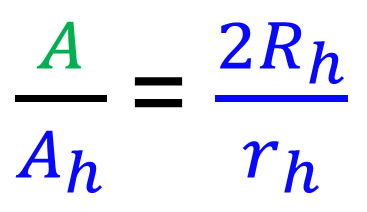 A / A_h = 2R_h / r_h